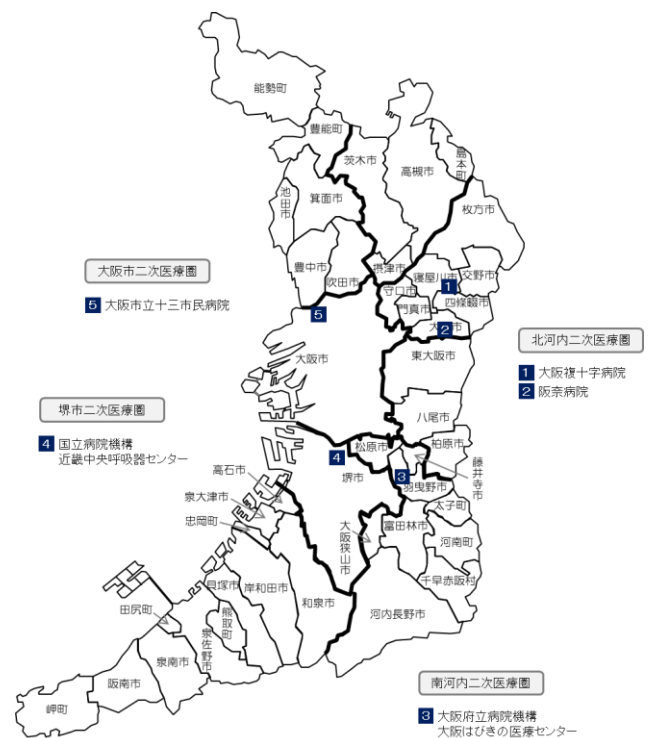 能勢町
豊能町
茨木市
高槻市
島本町
池田市
箕面市
枚方市
豊中市
吹田市
摂津市
寝屋川市
交野市
守口市
1
門真市
四條畷市
大阪市二次医療圏
5 大阪市立十三市民病院
5
2
北河内二次医療圏
1 大阪複十字病院
2 阪奈病院
大阪市
東大阪市
八尾市
堺市二次医療圏
4 国立病院機構
近畿中央呼吸器センター
松原市
柏原市
藤井寺市
4
堺市
3
羽曳野市
高石市
泉大津市
忠岡町
太子町
大阪狭山市
富田林市
河南町
千早赤阪村
貝塚市
岸和田市
和泉市
河内長野市
田尻町
熊取町
泉佐野市
泉南市
阪南市
岬町
南河内二次医療圏
3 大阪府立病院機構
大阪はびきの医療センター